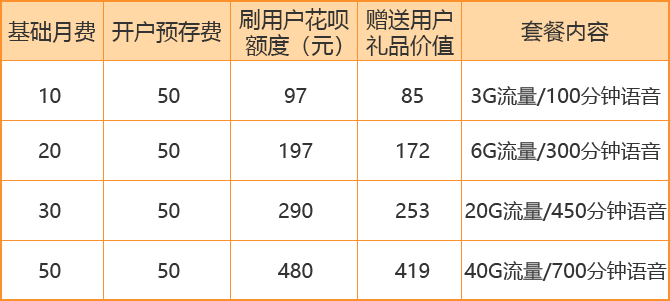 基础月费 开户预存费 刷用户花呗额度（元） 赠送用户礼品价值 套餐内容
10 50 97 85 3G流量/100分钟语音
20 50 197 172 6G流量/300分钟语音
30 50 290 253 20G流量/450分钟语音
50 50 480 419 40G流量/700分钟语音